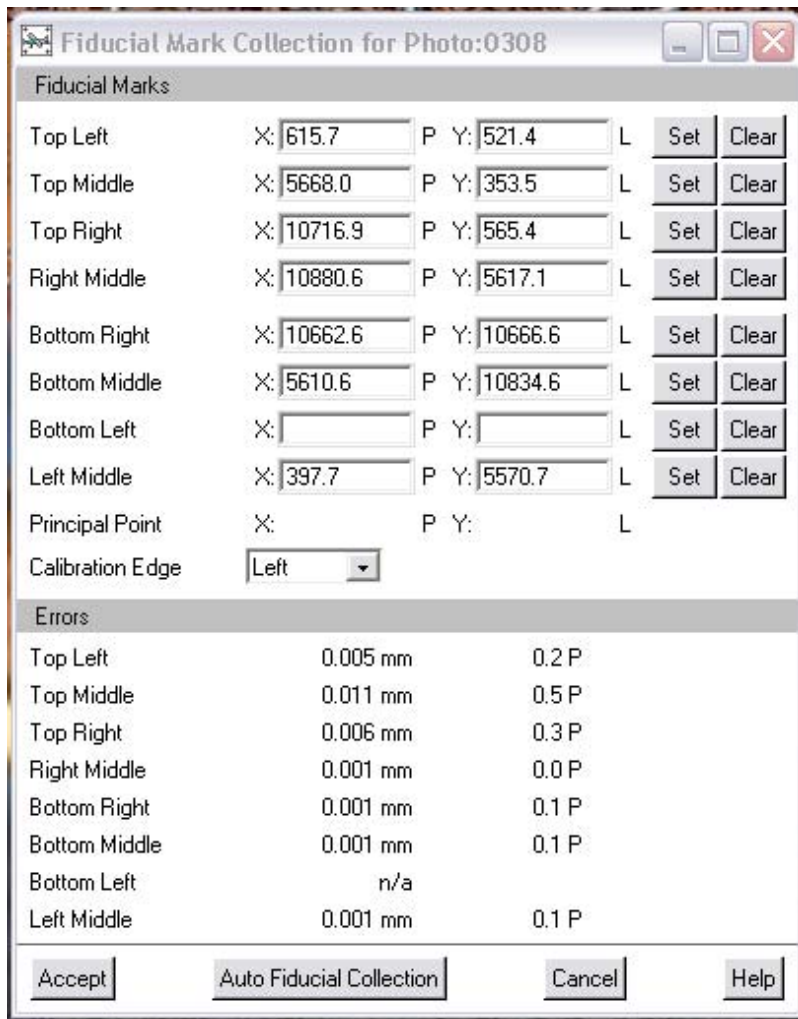 Fiducial Mark Collection for Photo:0308
Fiducial Marks
Top Left X: 615.7 P Y: 521.4 L Set Clear
Top Middle X: 5668.0 P Y: 353.5 L Set Clear
Top Right X: 10716.9 P Y: 565.4 L Set Clear
Right Middle X: 10880.6 P Y: 5617.1 L Set Clear
Bottom Right X: 10662.6 P Y: 10666.6 L Set Clear
Bottom Middle X: 5610.6 P Y: 10834.6 L Set Clear
Bottom Left X: P Y: L Set Clear
Left Middle X: 397.7 P Y: 5570.7 L Set Clear
Principal Point X: P Y: L
Calibration Edge Left
Errors
Top Left 0.005 mm 0.2 P
Top Middle 0.011 mm 0.5 P
Top Right 0.006 mm 0.3 P
Right Middle 0.001 mm 0.0 P
Bottom Right 0.001 mm 0.1 P
Bottom Middle 0.001 mm 0.1 P
Bottom Left n/a
Left Middle 0.001 mm 0.1 P
Accept Auto Fiducial Collection Cancel Help